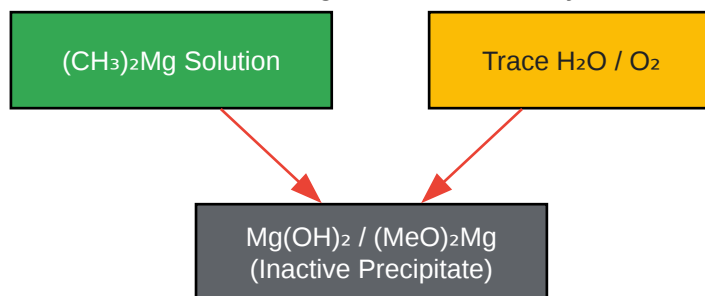 (CH₃)₂Mg Solution
Trace H₂O / O₂
Mg(OH)₂ / (MeO)₂Mg
(Inactive Precipitate)